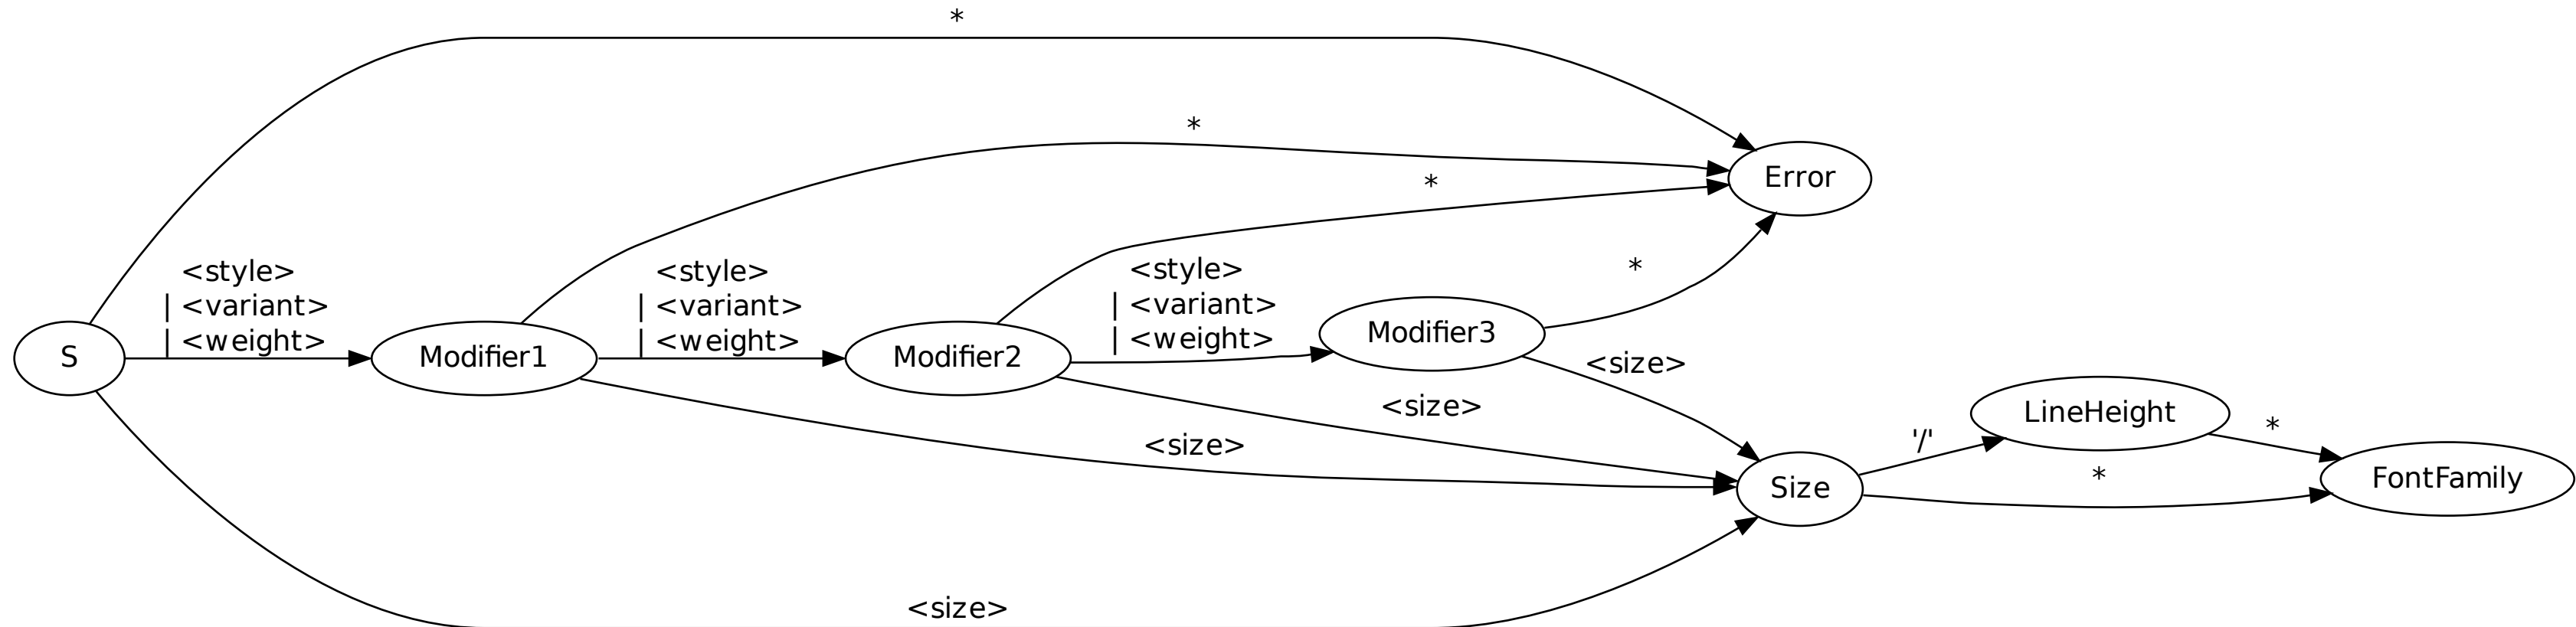 *
*
*
<style>
| <variant>
| <weight>
<style>
| <variant>
| <weight>
<style>
| <variant>
| <weight>
*
Error
S
Modifier1
Modifier2
Modifier3
<size>
<size>
<size>
<size>
'/'
LineHeight
*
*
Size
FontFamily